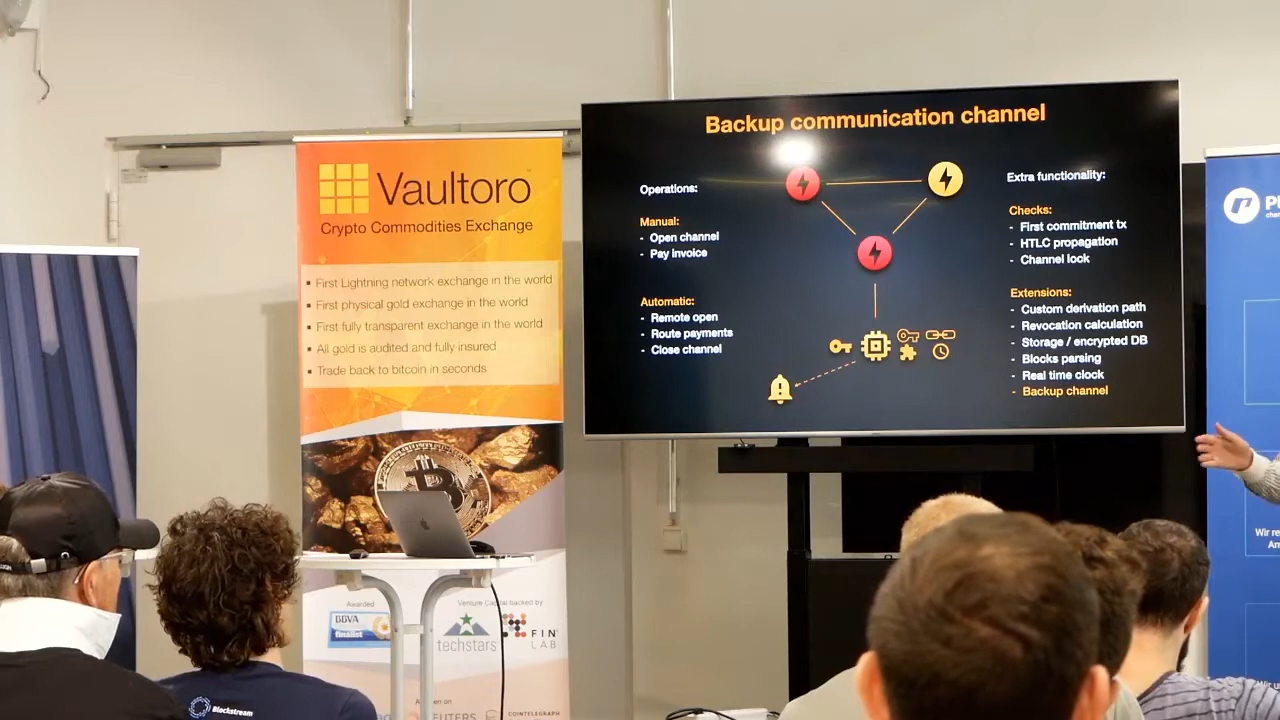 Vaultoro
Crypto Commodities Exchange
▪ First Lightning network exchange in the world
▪ First physical gold exchange in the world
▪ First fully transparent exchange in the world
▪ All gold is audited and fully insured
▪ Trade back to bitcoin in seconds
Awarded
BBVA
finalist
Venture Capital backed by
techstars
FIN
LAB
COINTELEGRAPH
Blockstream
Backup communication channel
Operations:
Manual:
- Open channel
- Pay invoice
Automatic:
- Remote open
- Route payments
- Close channel
Extra functionality:
Checks:
- First commitment tx
- HTLC propagation
- Channel lock
Extensions:
- Custom derivation path
- Revocation calculation
- Storage / encrypted DB
- Blocks parsing
- Real time clock
- Backup channel
We re